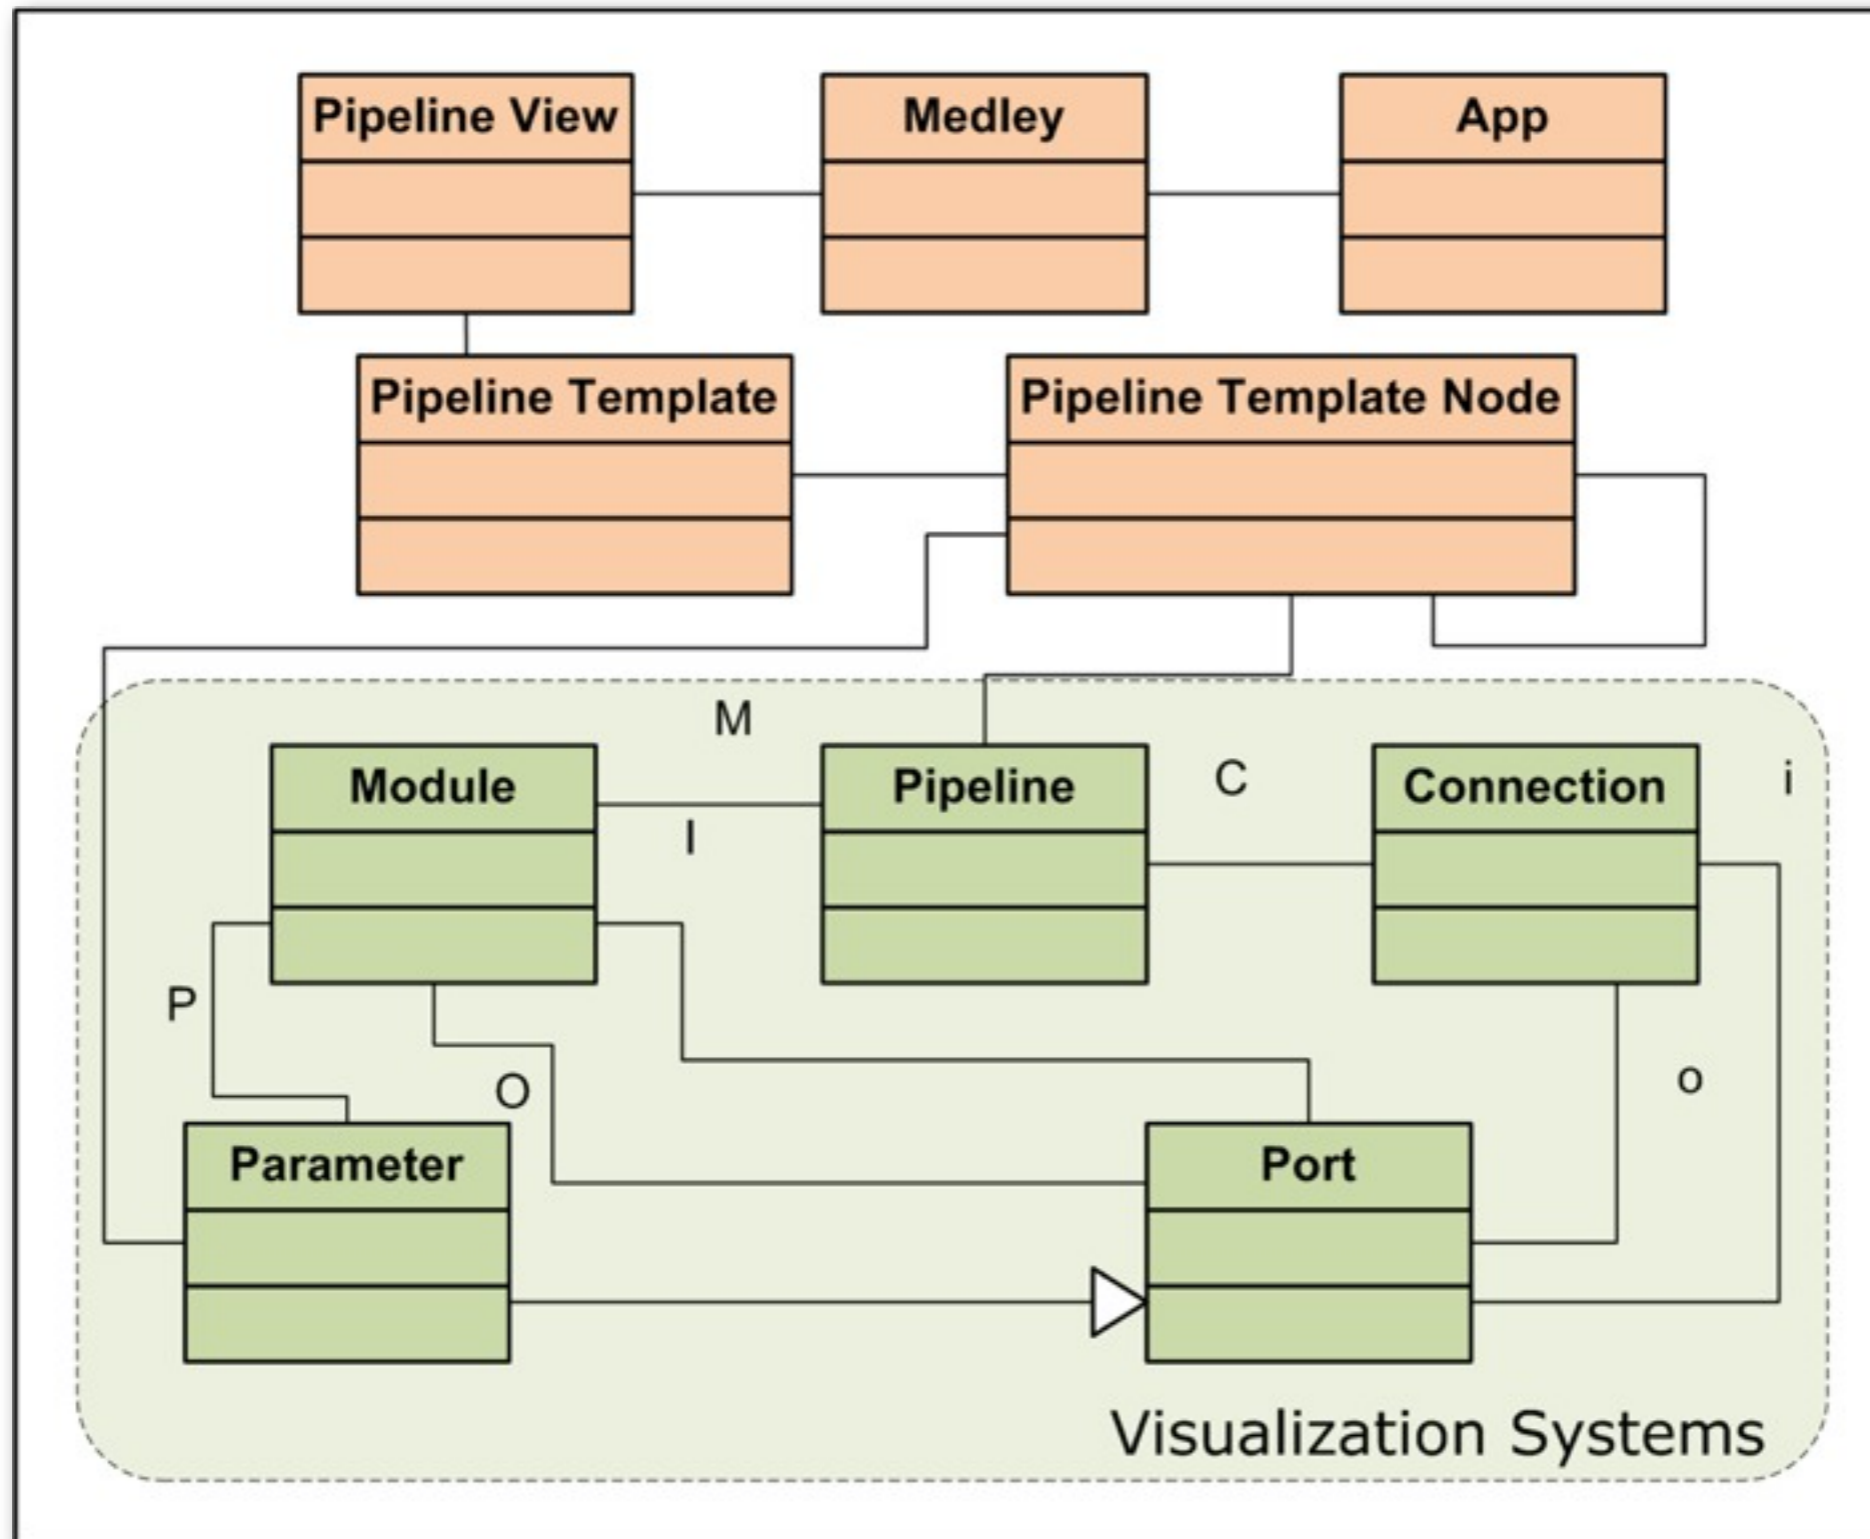 Pipeline View
Medley
App
Pipeline Template
Pipeline Template Node
M
Module
Pipeline
C
Connection
i
I
P
O
o
Parameter
Port
Visualization Systems